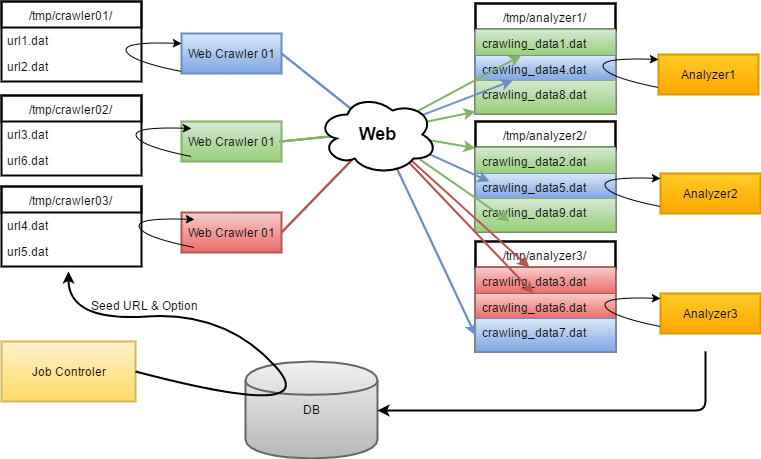 /tmp/crawler01/
url1.dat
url2.dat
Web Crawler 01
/tmp/crawler02/
url3.dat
url6.dat
Web Crawler 01
/tmp/crawler03/
url4.dat
url5.dat
Web Crawler 01
Seed URL & Option
Job Controler
DB
Web
/tmp/analyzer1/
crawling_data1.dat
crawling_data4.dat
crawling_data8.dat
Analyzer1
/tmp/analyzer2/
crawling_data2.dat
crawling_data5.dat
crawling_data9.dat
Analyzer2
/tmp/analyzer3/
crawling_data3.dat
crawling_data6.dat
crawling_data7.dat
Analyzer3